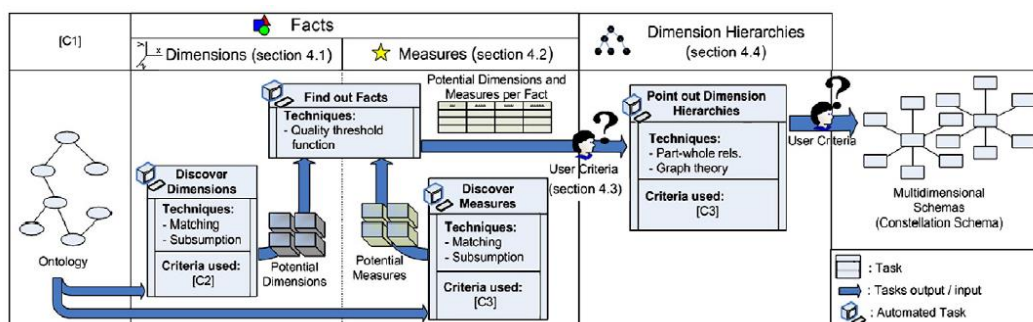 [C1]
Facts
Dimensions (section 4.1)
Measures (section 4.2)
Dimension Hierarchies
(section 4.4)
Find out Facts
Techniques:
- Quality threshold
function
Potential Dimensions and
Measures per Fact
User Criteria
(section 4.3)
Point out Dimension
Hierarchies
Techniques:
- Part-whole rels.
- Graph theory
Criteria used:
[C3]
User Criteria
Multidimensional
Schemas
(Constellation Schema)
Ontology
Discover
Dimensions
Techniques:
- Matching
- Subsumption
Criteria used:
[C2]
Potential
Dimensions
Potential
Measures
Discover
Measures
Techniques:
- Matching
- Subsumption
Criteria used:
[C3]
: Task
: Tasks output / input
: Automated Task